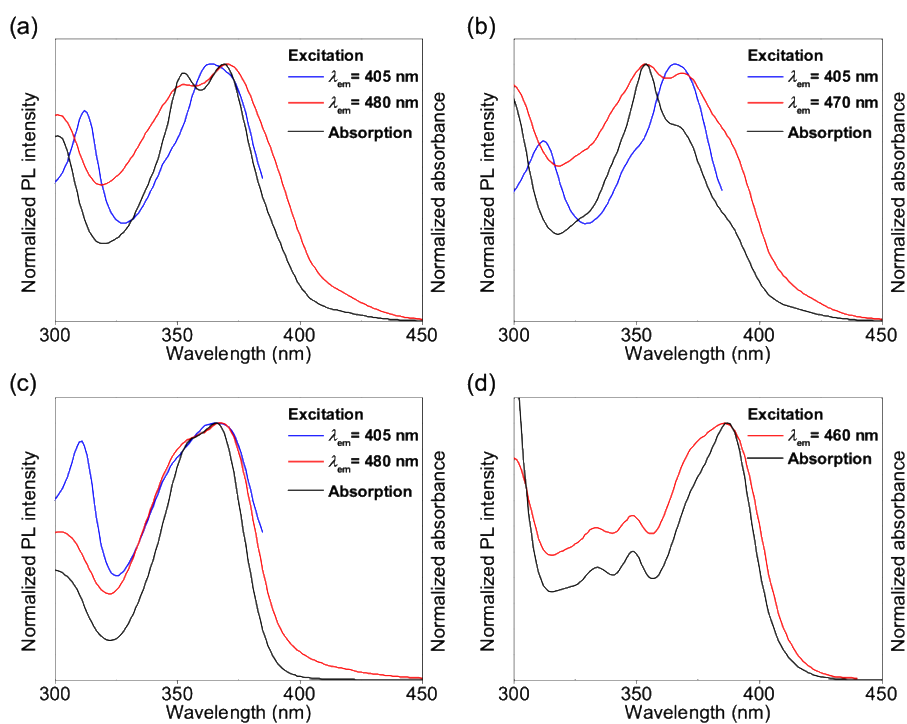 (a)
Excitation
λem = 405 nm
λem = 480 nm
Absorption
Normalized PL intensity
Normalized absorbance
300 350 400 450
Wavelength (nm)
(b)
Excitation
λem = 405 nm
λem = 470 nm
Absorption
Normalized PL intensity
Normalized absorbance
300 350 400 450
Wavelength (nm)
(c)
Excitation
λem = 405 nm
λem = 480 nm
Absorption
Normalized PL intensity
Normalized absorbance
300 350 400 450
Wavelength (nm)
(d)
Excitation
λem = 460 nm
Absorption
Normalized PL intensity
Normalized absorbance
300 350 400 450
Wavelength (nm)